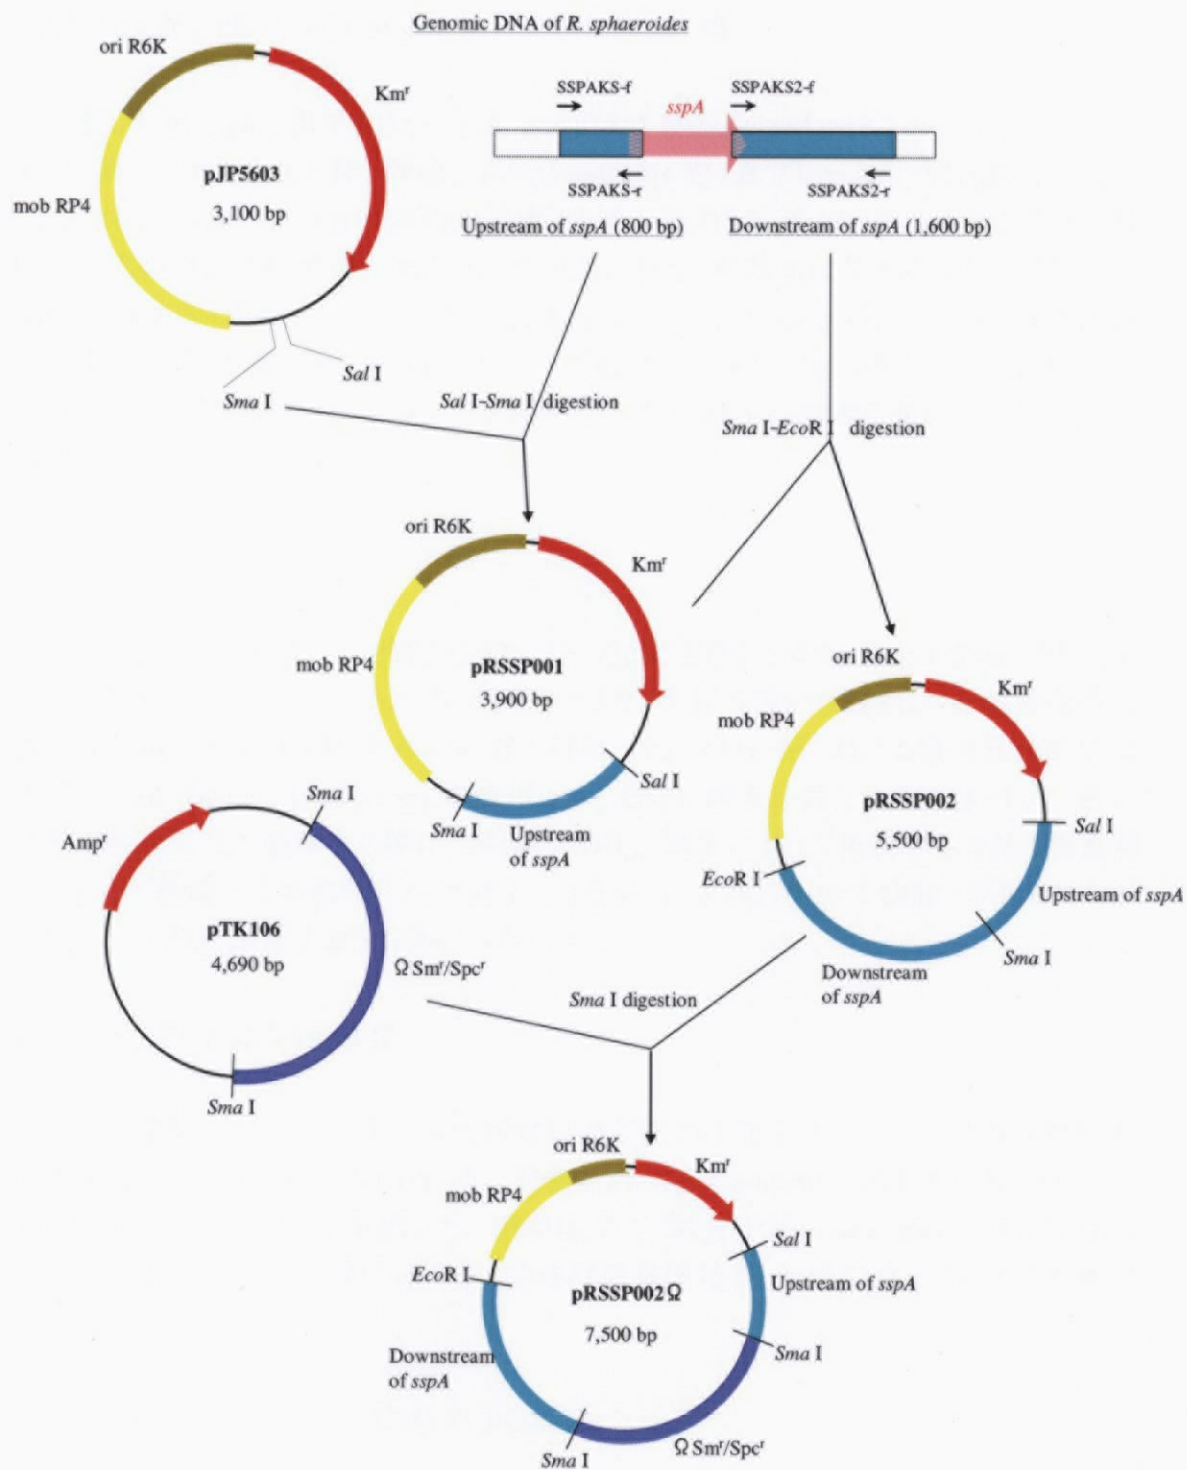 Genomic DNA of R. sphaeroides
ori R6K
Kmʳ
pJP5603
3,100 bp
mob RP4
Sma I
Sal I
SSPAKS-f
sspA
SSPAKS2-f
SSPAKS-r
SSPAKS2-r
Upstream of sspA (800 bp)
Downstream of sspA (1,600 bp)
Sal I-Sma I digestion
Sma I-EcoR I digestion
ori R6K
Kmʳ
mob RP4
pRSSP001
3,900 bp
Sal I
Sma I
Upstream
of sspA
ori R6K
Kmʳ
mob RP4
pRSSP002
5,500 bp
Sal I
EcoR I
Upstream of sspA
Sma I
Downstream
of sspA
Sma I
Ampʳ
pTK106
4,690 bp
Ω Smʳ/Spcʳ
Sma I
Sma I digestion
ori R6K
Kmʳ
mob RP4
Sal I
EcoR I
pRSSP002Ω
7,500 bp
Upstream of sspA
Sma I
Downstream
of sspA
Ω Smʳ/Spcʳ
Sma I